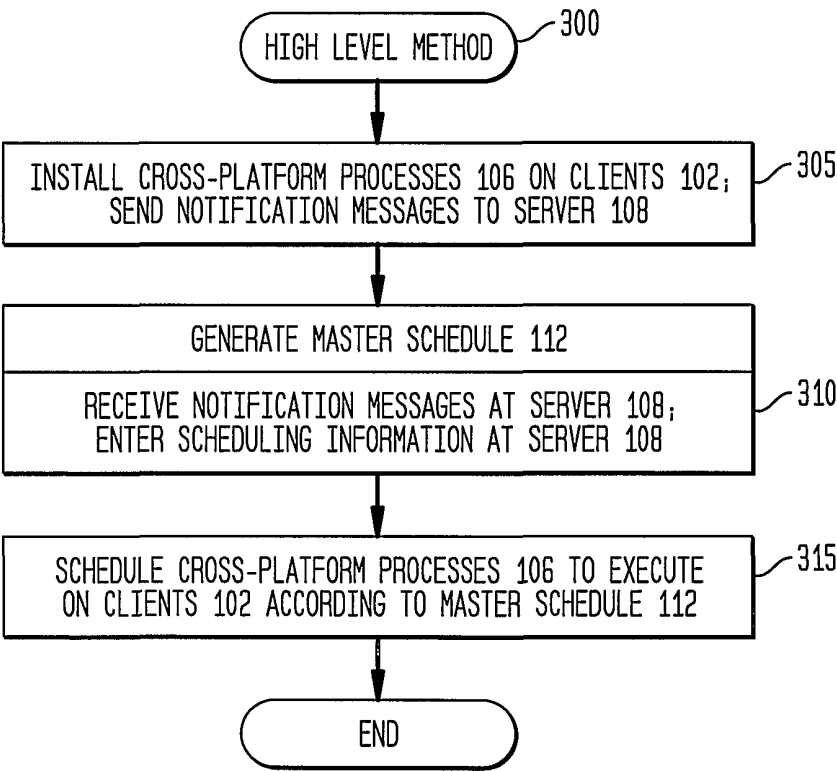 HIGH LEVEL METHOD
300
INSTALL CROSS-PLATFORM PROCESSES 106 ON CLIENTS 102;
SEND NOTIFICATION MESSAGES TO SERVER 108
305
GENERATE MASTER SCHEDULE 112
RECEIVE NOTIFICATION MESSAGES AT SERVER 108;
ENTER SCHEDULING INFORMATION AT SERVER 108
310
SCHEDULE CROSS-PLATFORM PROCESSES 106 TO EXECUTE
ON CLIENTS 102 ACCORDING TO MASTER SCHEDULE 112
315
END